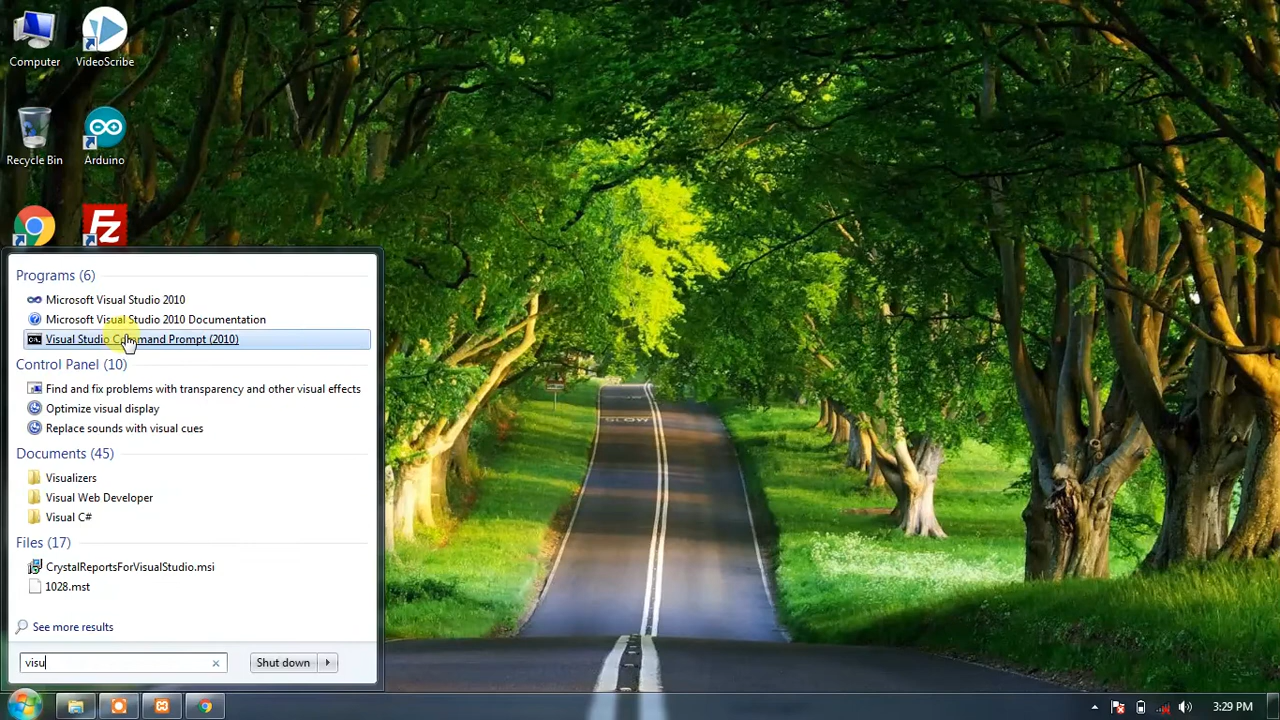 Computer
VideoScribe
Recycle Bin
Arduino
Programs (6)
Microsoft Visual Studio 2010
Microsoft Visual Studio 2010 Documentation
Visual Studio Command Prompt (2010)
Control Panel (10)
Find and fix problems with transparency and other visual effects
Optimize visual display
Replace sounds with visual cues
Documents (45)
Visualizers
Visual Web Developer
Visual C#
Files (17)
CrystalReportsForVisualStudio.msi
1028.mst
See more results
visu
Shut down
SLOW
3:29 PM